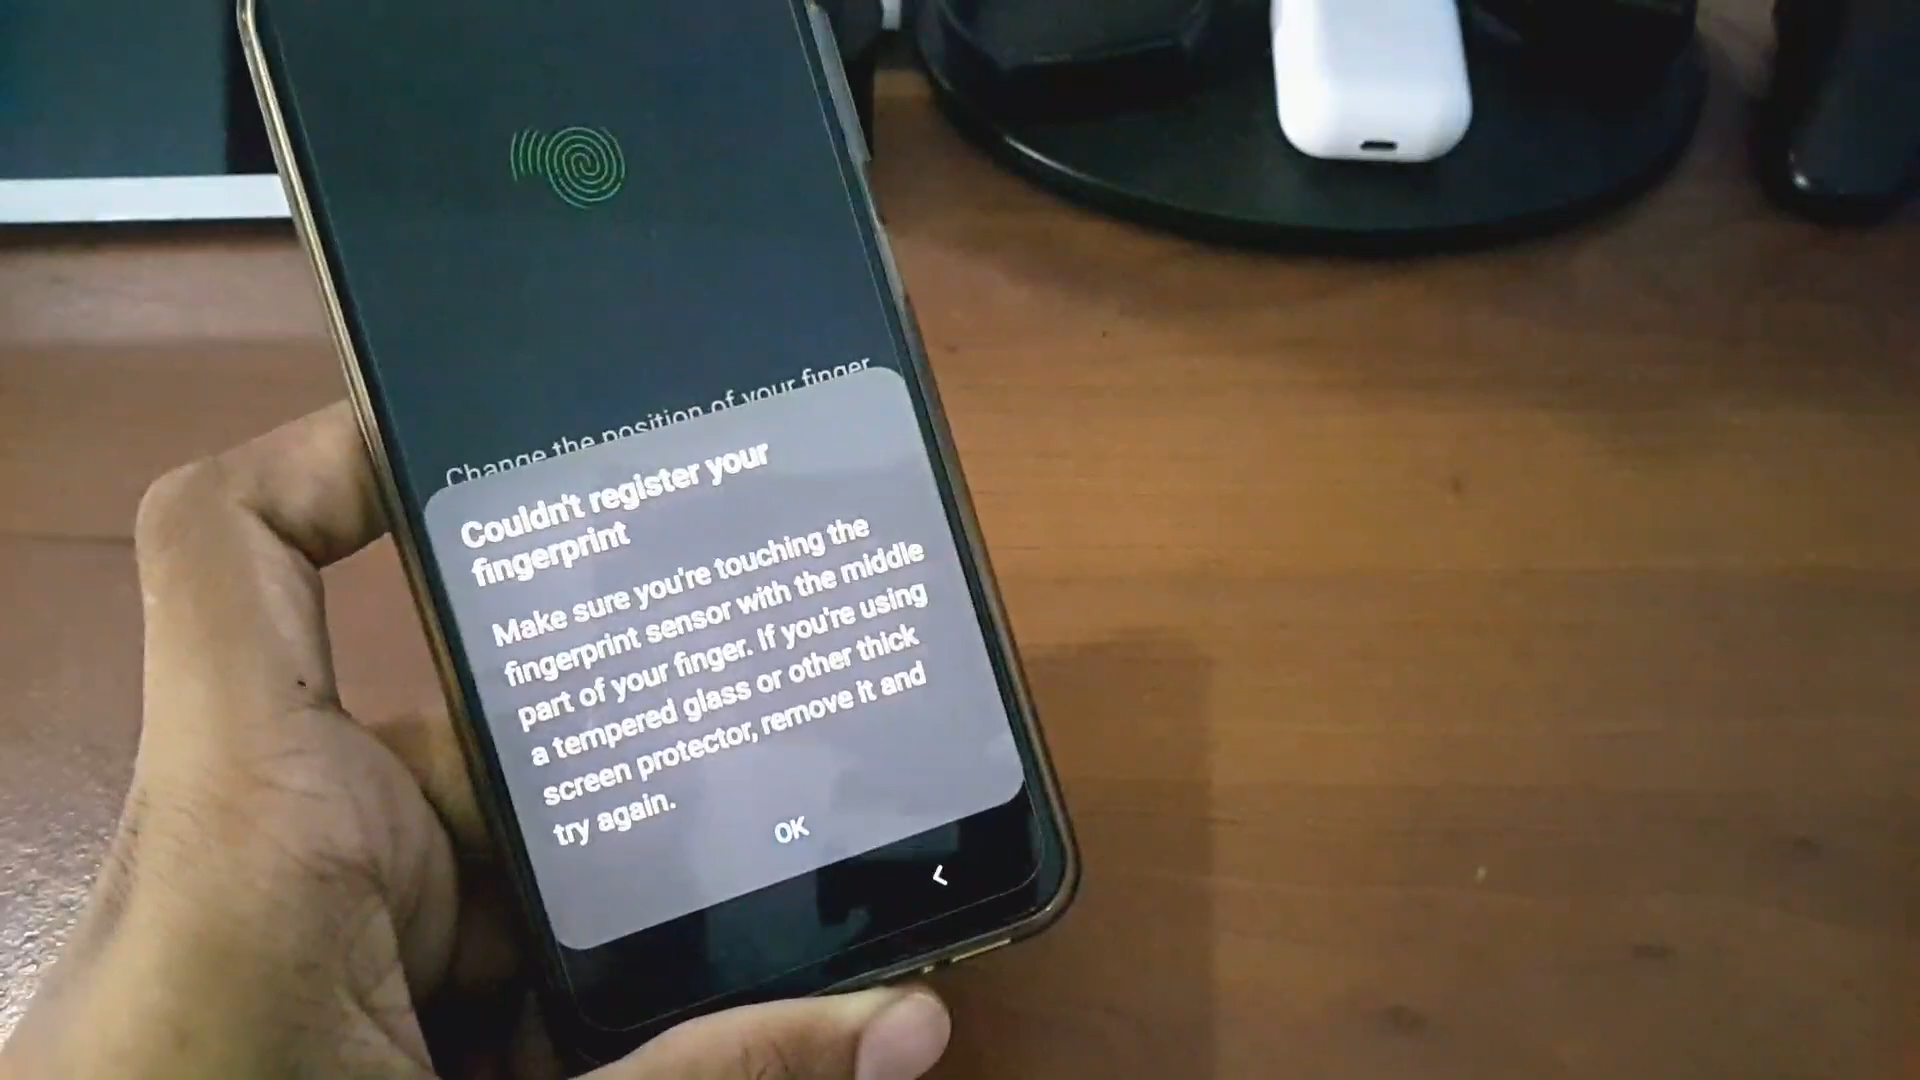 Change the position of your finger
Couldn't register your
fingerprint
Make sure you're touching the
fingerprint sensor with the middle
part of your finger. If you're using
a tempered glass or other thick
screen protector, remove it and
try again.
OK